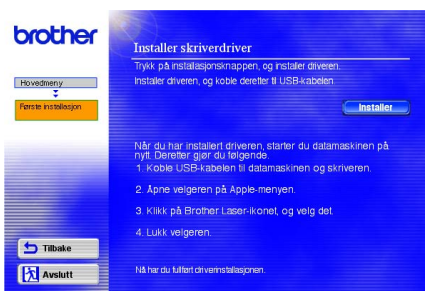 brother
Hovedmeny
Første installasjon
Tilbake
Avslutt
Installer skriverdriver
Trykk på installasjonsknappen, og installer driveren.
Installer driveren, og koble deretter til USB-kabelen
Installer
Når du har installert driveren, starter du datamaskinen på
nytt. Deretter gjør du følgende.
1. Koble USB-kabelen til datamaskinen og skriveren.
2. Åpne velgeren på Apple-menyen.
3. Klikk på Brother Laser-ikonet, og velg det.
4. Lukk velgeren.
Nå har du fullført driverinstallasjonen.